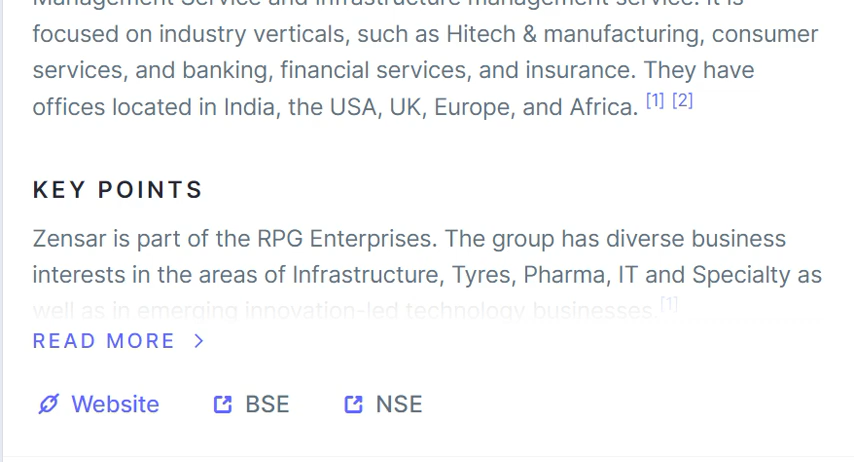 Management Service and infrastructure management service. It is
focused on industry verticals, such as Hitech & manufacturing, consumer
services, and banking, financial services, and insurance. They have
offices located in India, the USA, UK, Europe, and Africa. [1] [2]
KEY POINTS
Zensar is part of the RPG Enterprises. The group has diverse business
interests in the areas of Infrastructure, Tyres, Pharma, IT and Specialty as
well as in emerging innovation-led technology businesses.[1]
READ MORE >
Website BSE NSE